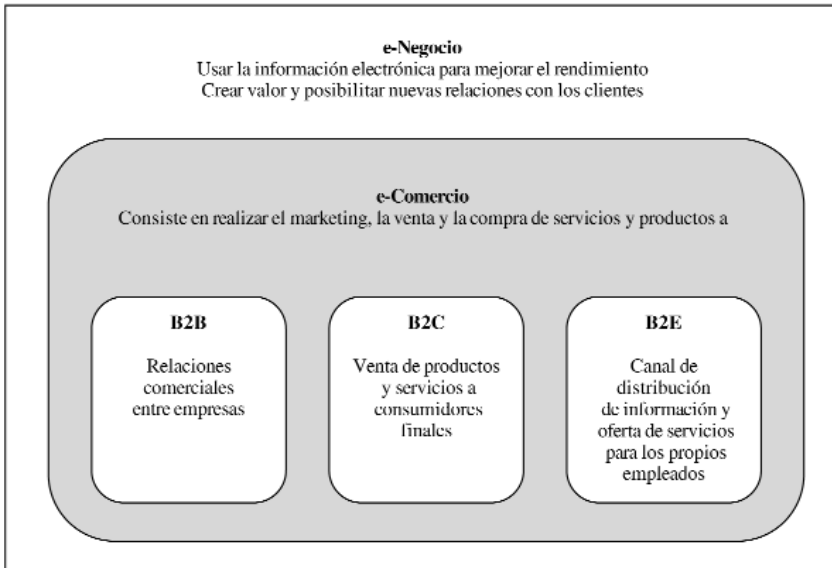 e-Negocio
Usar la información electrónica para mejorar el rendimiento
Crear valor y posibilitar nuevas relaciones con los clientes
e-Comercio
Consiste en realizar el marketing, la venta y la compra de servicios y productos a
B2B
Relaciones
comerciales
entre empresas
B2C
Venta de productos
y servicios a
consumidores
finales
B2E
Canal de
distribución
de información y
oferta de servicios
para los propios
empleados